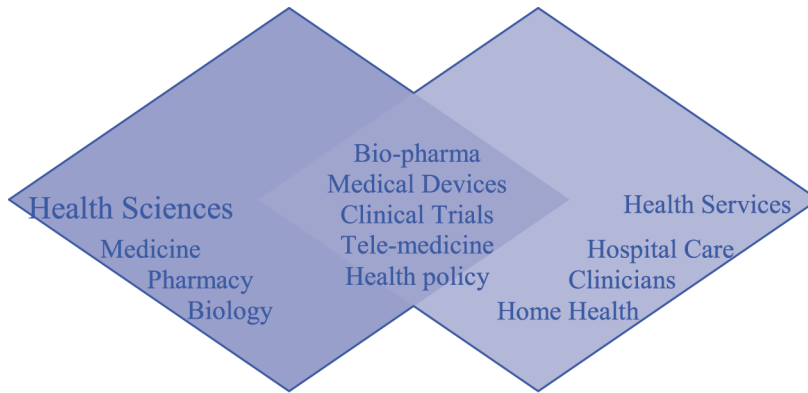 Health Sciences
Medicine
Pharmacy
Biology
Bio-pharma
Medical Devices
Clinical Trials
Tele-medicine
Health policy
Health Services
Hospital Care
Clinicians
Home Health